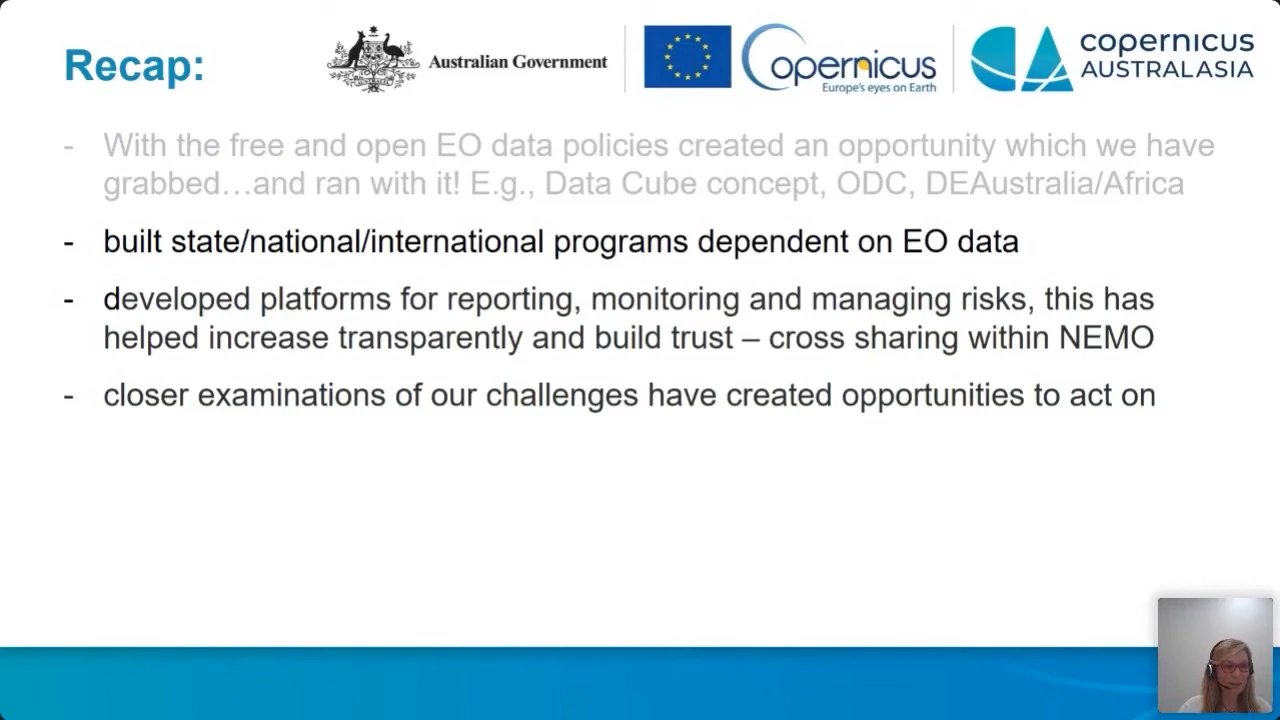 Recap:
Australian Government
opernicus
Europe's eyes on Earth
copernicus
AUSTRALASIA
- With the free and open EO data policies created an opportunity which we have
grabbed…and ran with it! E.g., Data Cube concept, ODC, DEAustralia/Africa
- built state/national/international programs dependent on EO data
- developed platforms for reporting, monitoring and managing risks, this has
helped increase transparently and build trust – cross sharing within NEMO
- closer examinations of our challenges have created opportunities to act on